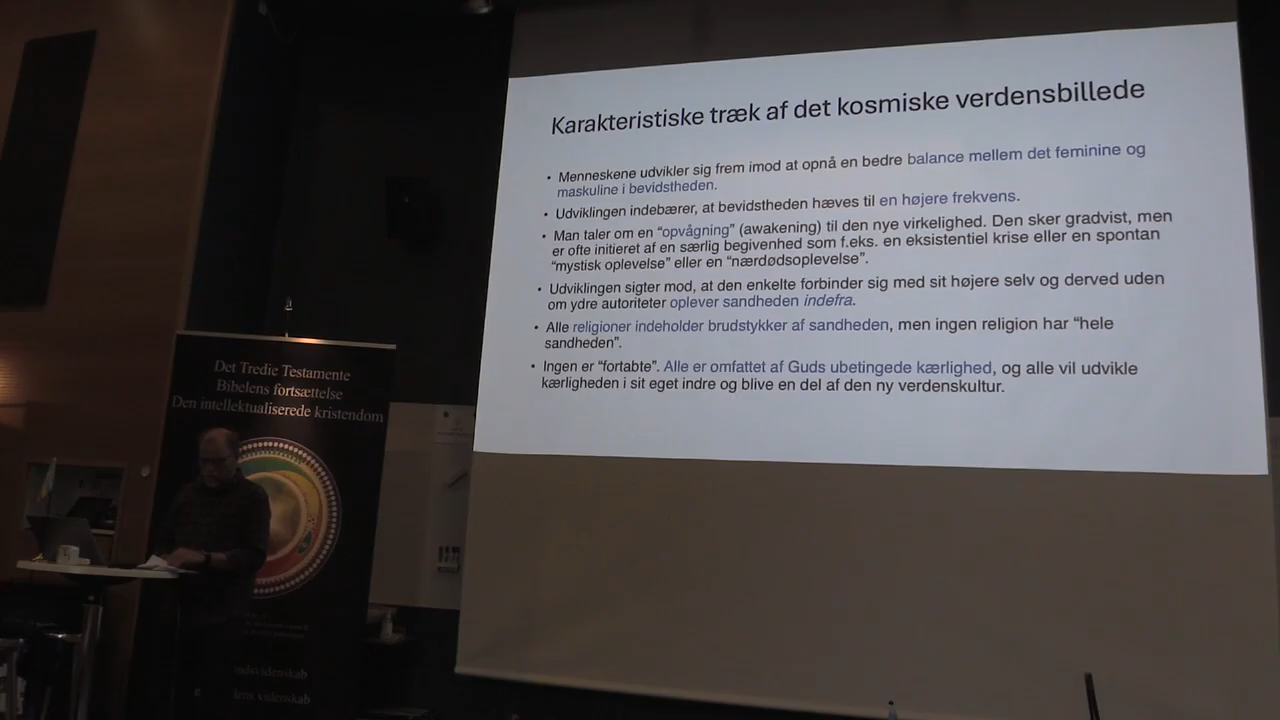 Karakteristiske træk af det kosmiske verdensbillede
• Menneskene udvikler sig frem imod at opnå en bedre balance mellem det feminine og
maskuline i bevidstheden.
• Udviklingen indebærer, at bevidstheden hæves til en højere frekvens.
• Man taler om en “opvågning” (awakening) til den nye virkelighed. Den sker gradvist, men
er ofte initieret af en særlig begivenhed som f.eks. en eksistentiel krise eller en spontan
“mystisk oplevelse” eller en “nærdødsoplevelse”.
• Udviklingen sigter mod, at den enkelte forbinder sig med sit højere selv og derved uden
om ydre autoriteter oplever sandheden indefra.
• Alle religioner indeholder brudstykker af sandheden, men ingen religion har “hele
sandheden”.
• Ingen er “fortabte”. Alle er omfattet af Guds ubetingede kærlighed, og alle vil udvikle
kærligheden i sit eget indre og blive en del af den ny verdenskultur.
Det Tredie Testamente
Bibelens fortsættelse
Den intellektualiserede kristendom